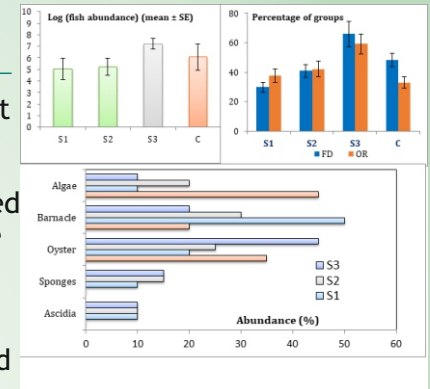 Log (fish abundance) (mean ± SE)
10
9
8
7
6
5
4
3
2
1
0
S1 S2 S3 C
Percentage of groups
80
60
40
20
0
S1 S2 S3 C
FD OR
t
ed
d
Algae
Barnacle
Oyster
Sponges
Ascidia
S3
S2
S1
Abundance (%)
0 10 20 30 40 50 60